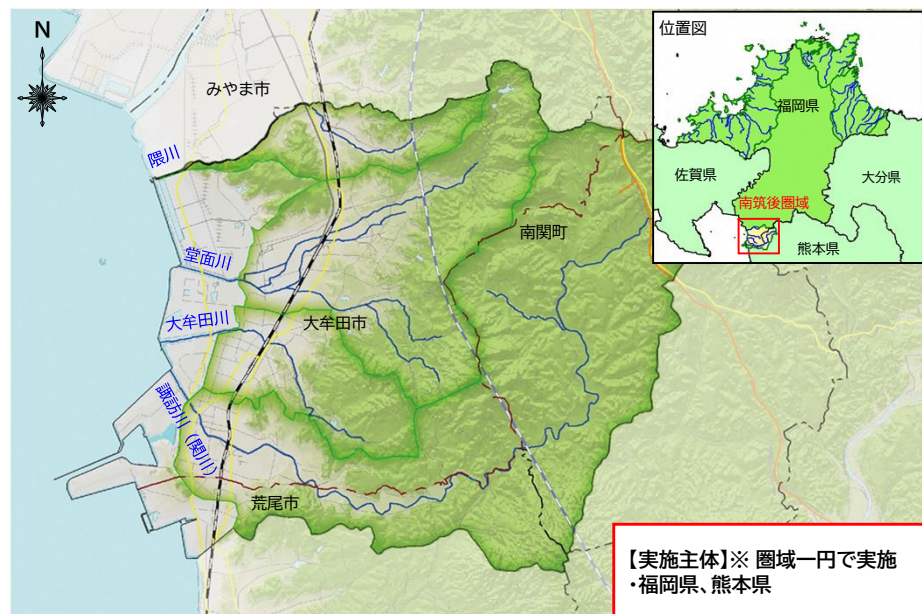 N
みやま市
隈川
堂面川
大牟田川
諏訪川(関川)
大牟田市
南関町
荒尾市
位置図
福岡県
佐賀県
大分県
南筑後圏域
熊本県
【実施主体】※ 圏域一円で実施
・福岡県、熊本県